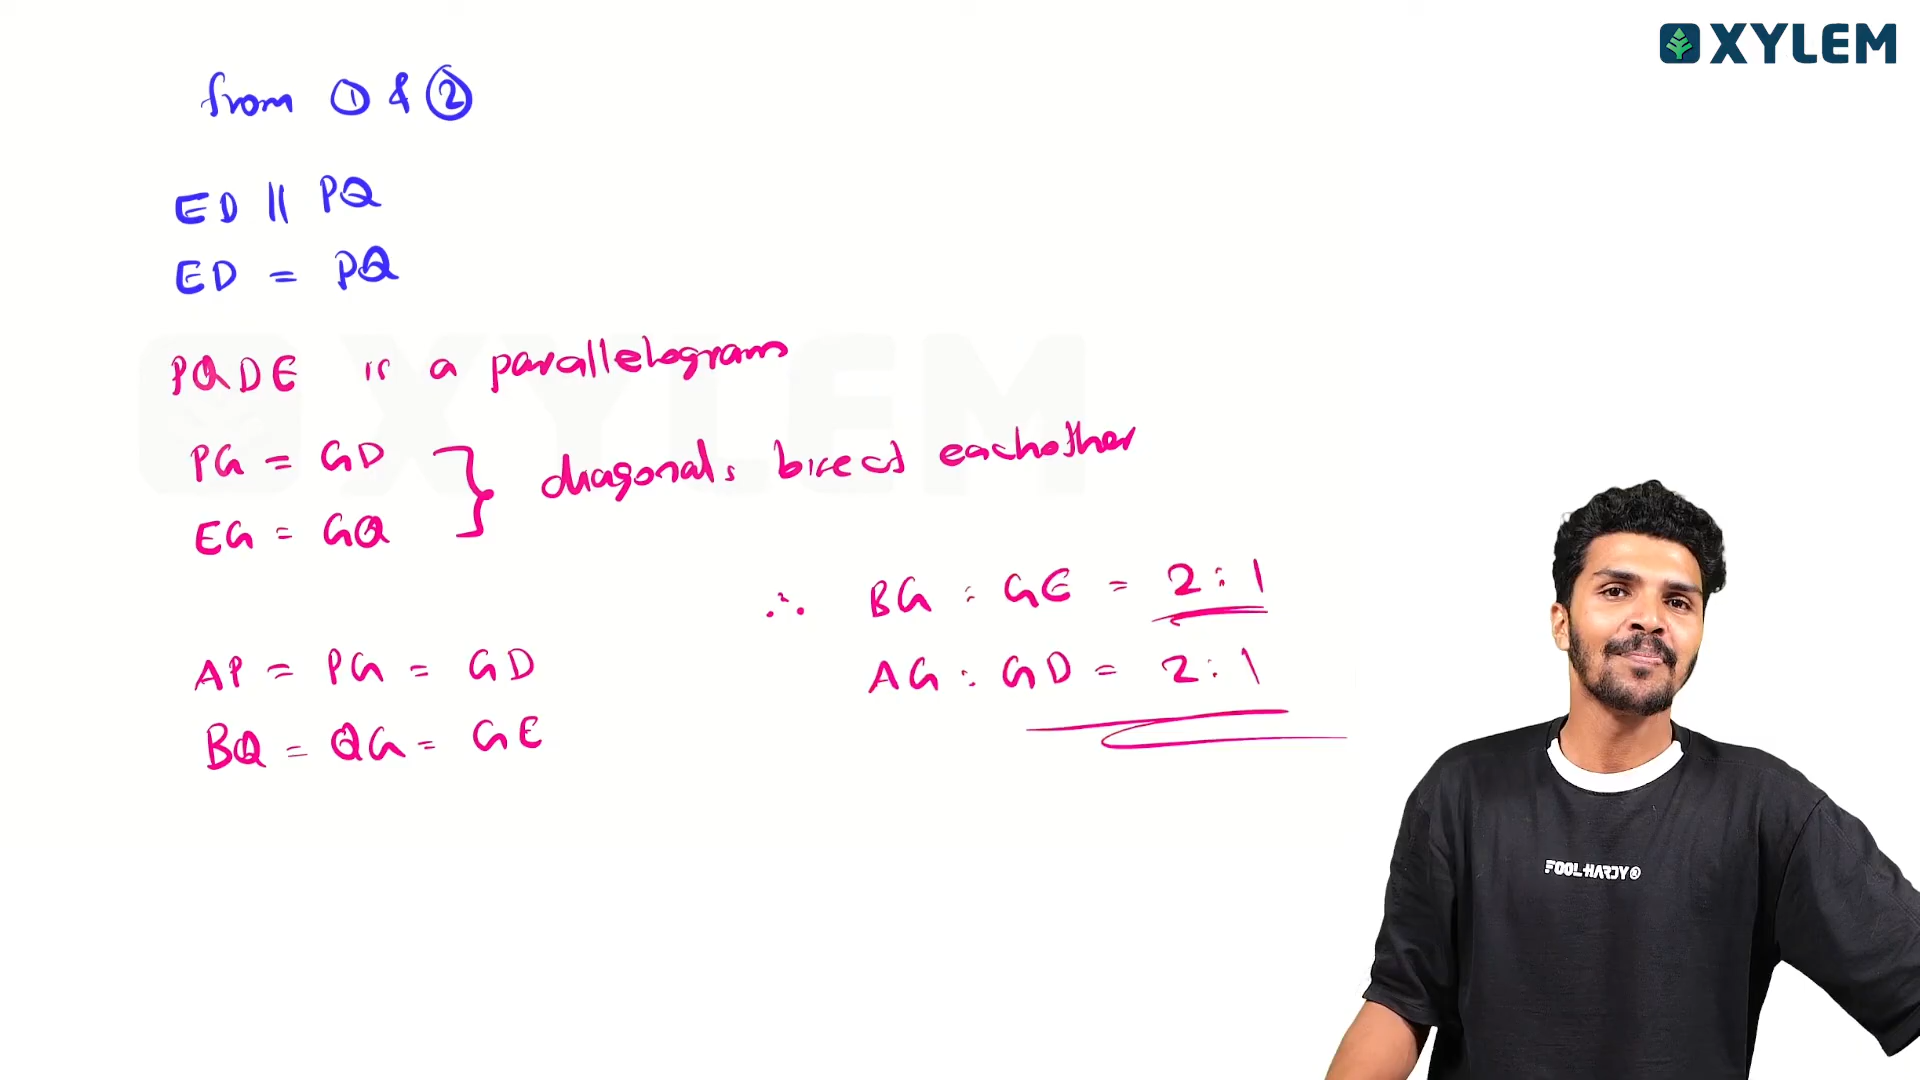 XYLEM
from ① & ②
ED || PQ
ED = PQ
PQDE is a parallelogram
PG = GD
EG = GQ
} diagonals bisect eachother
∴ BG : GE = 2 : 1
AG : GD = 2 : 1
AP = PG = GD
BQ = QG = GE
XYLEM
FOOLHARDY®